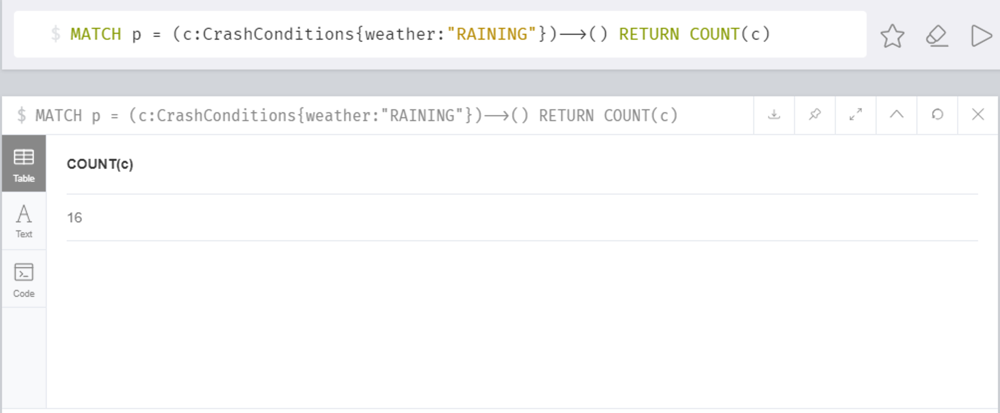 $ MATCH p = (c:CrashConditions{weather:"RAINING"})-->() RETURN COUNT(c)
$ MATCH p = (c:CrashConditions{weather:"RAINING"})-->() RETURN COUNT(c)
COUNT(c)
Table
16
Text
Code